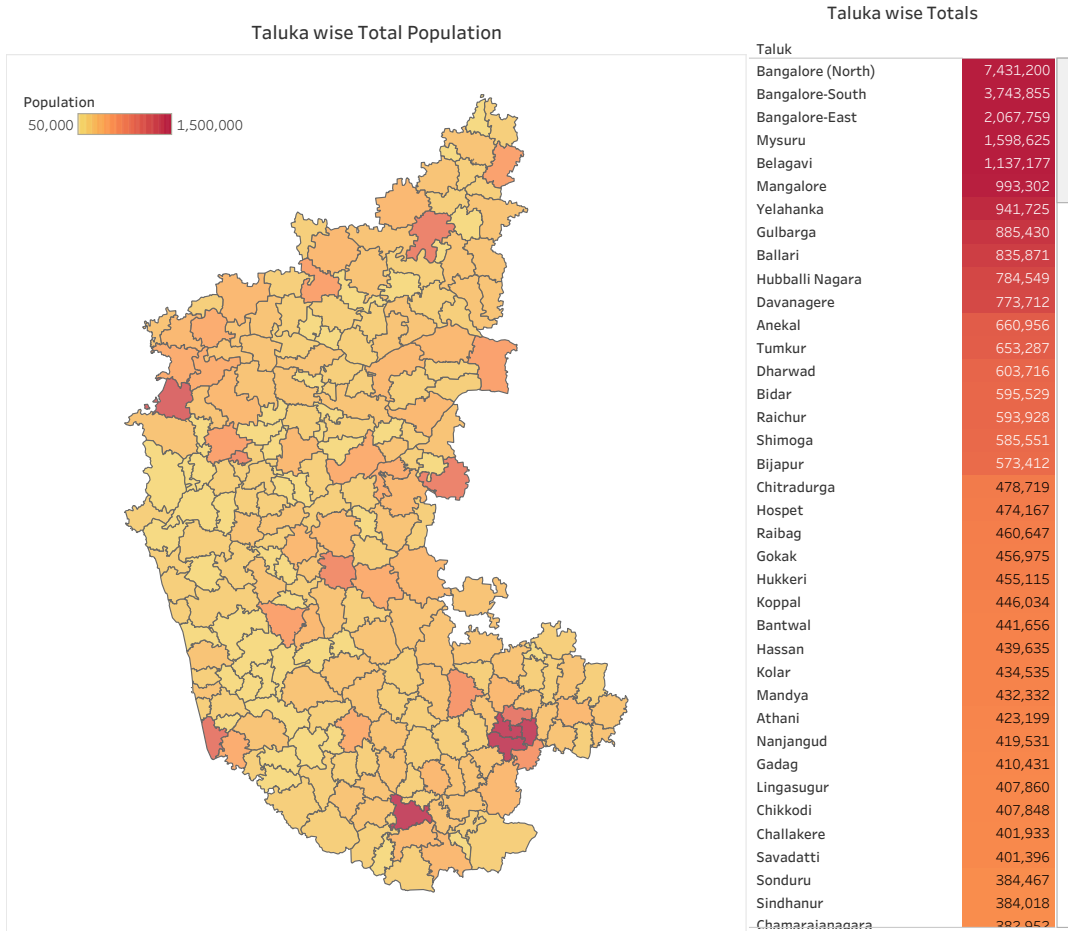 Taluka wise Total Population
Population
50,000 1,500,000
Taluka wise Totals
Taluk
Bangalore (North) 7,431,200
Bangalore-South 3,743,855
Bangalore-East 2,067,759
Mysuru 1,598,625
Belagavi 1,137,177
Mangalore 993,302
Yelahanka 941,725
Gulbarga 885,430
Ballari 835,871
Hubballi Nagara 784,549
Davanagere 773,712
Anekal 660,956
Tumkur 653,287
Dharwad 603,716
Bidar 595,529
Raichur 593,928
Shimoga 585,551
Bijapur 573,412
Chitradurga 478,719
Hospet 474,167
Raibag 460,647
Gokak 456,975
Hukkeri 455,115
Koppal 446,034
Bantwal 441,656
Hassan 439,635
Kolar 434,535
Mandya 432,332
Athani 423,199
Nanjangud 419,531
Gadag 410,431
Lingasugur 407,860
Chikkodi 407,848
Challakere 401,933
Savadatti 401,396
Sonduru 384,467
Sindhanur 384,018
Chamarajanagara 382,952